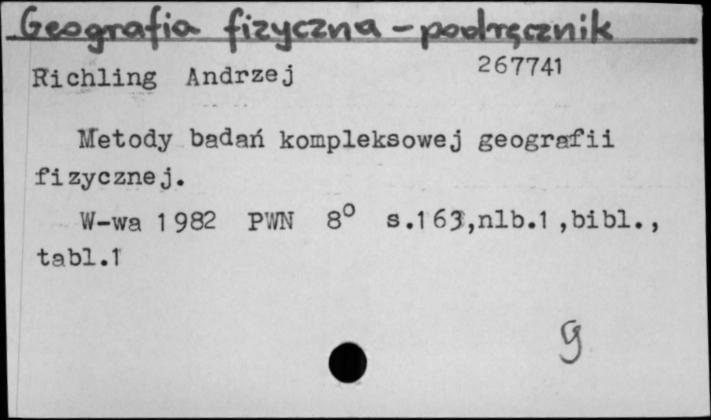 Geografia fizyczna - podręcznik
Richling Andrzej 267741
Metody badań kompleksowej geografii
fizycznej.
W-wa 1982 PWN 8° s.163,nlb.1,bibl.,
tabl.1
g